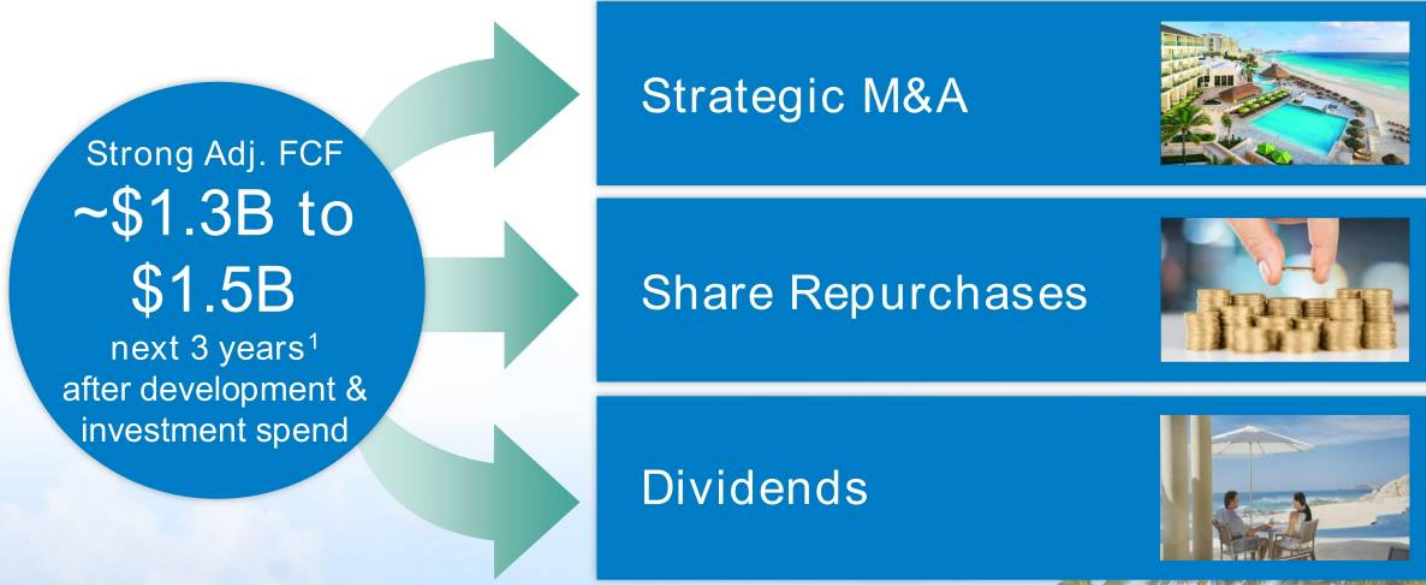 Strong Adj. FCF
~$1.3B to
$1.5B
next 3 years¹
after development &
investment spend
Strategic M&A
Share Repurchases
Dividends